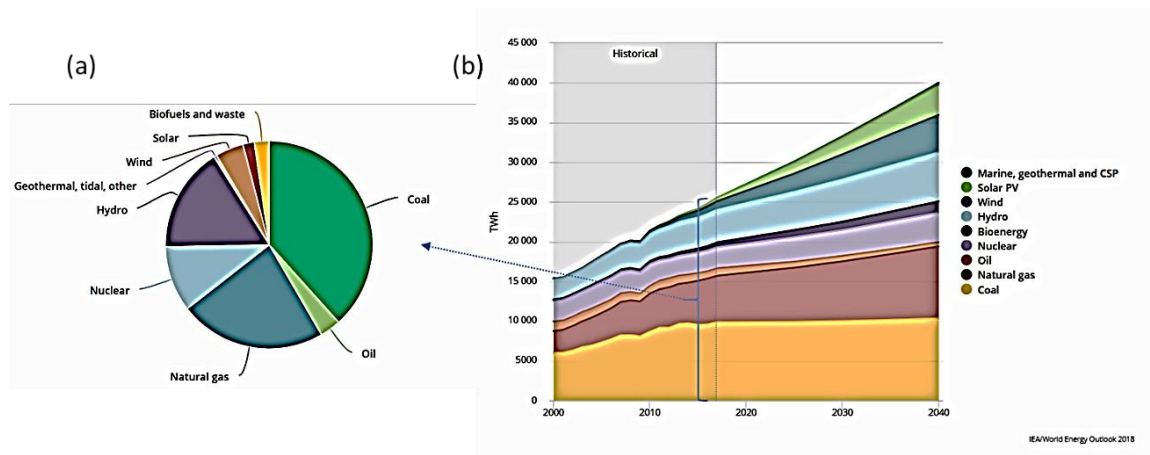 (a)
Biofuels and waste
Solar
Wind
Geothermal, tidal, other
Hydro
Nuclear
Natural gas
Oil
Coal
(b)
TWh
45 000
40 000
35 000
30 000
25 000
20 000
15 000
10 000
5000
0
Historical
2000
2010
2020
2030
2040
Marine, geothermal and CSP
Solar PV
Wind
Hydro
Bioenergy
Nuclear
Oil
Natural gas
Coal
IEA/World Energy Outlook 2018